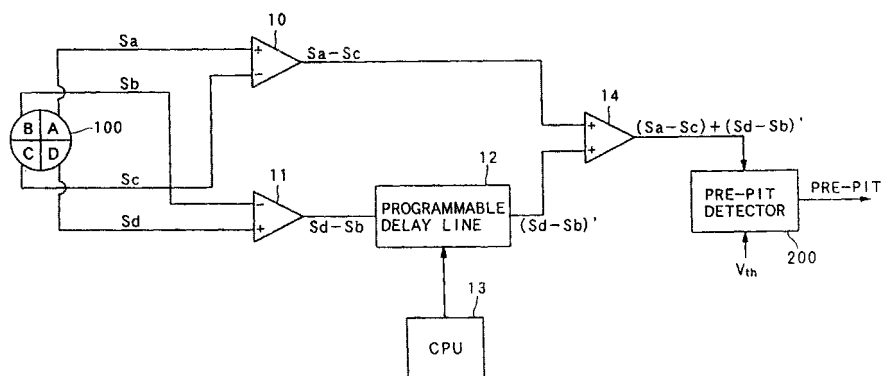 Sa
10
Sa-Sc
Sb
14
B A
C D
100
(Sa-Sc)+(Sd-Sb)'
12
PRE-PIT
DETECTOR
PRE-PIT
Sc
11
PROGRAMMABLE
DELAY LINE
Sd
Sd-Sb
(Sd-Sb)'
200
Vth
13
CPU
+
-
-
+
+
+